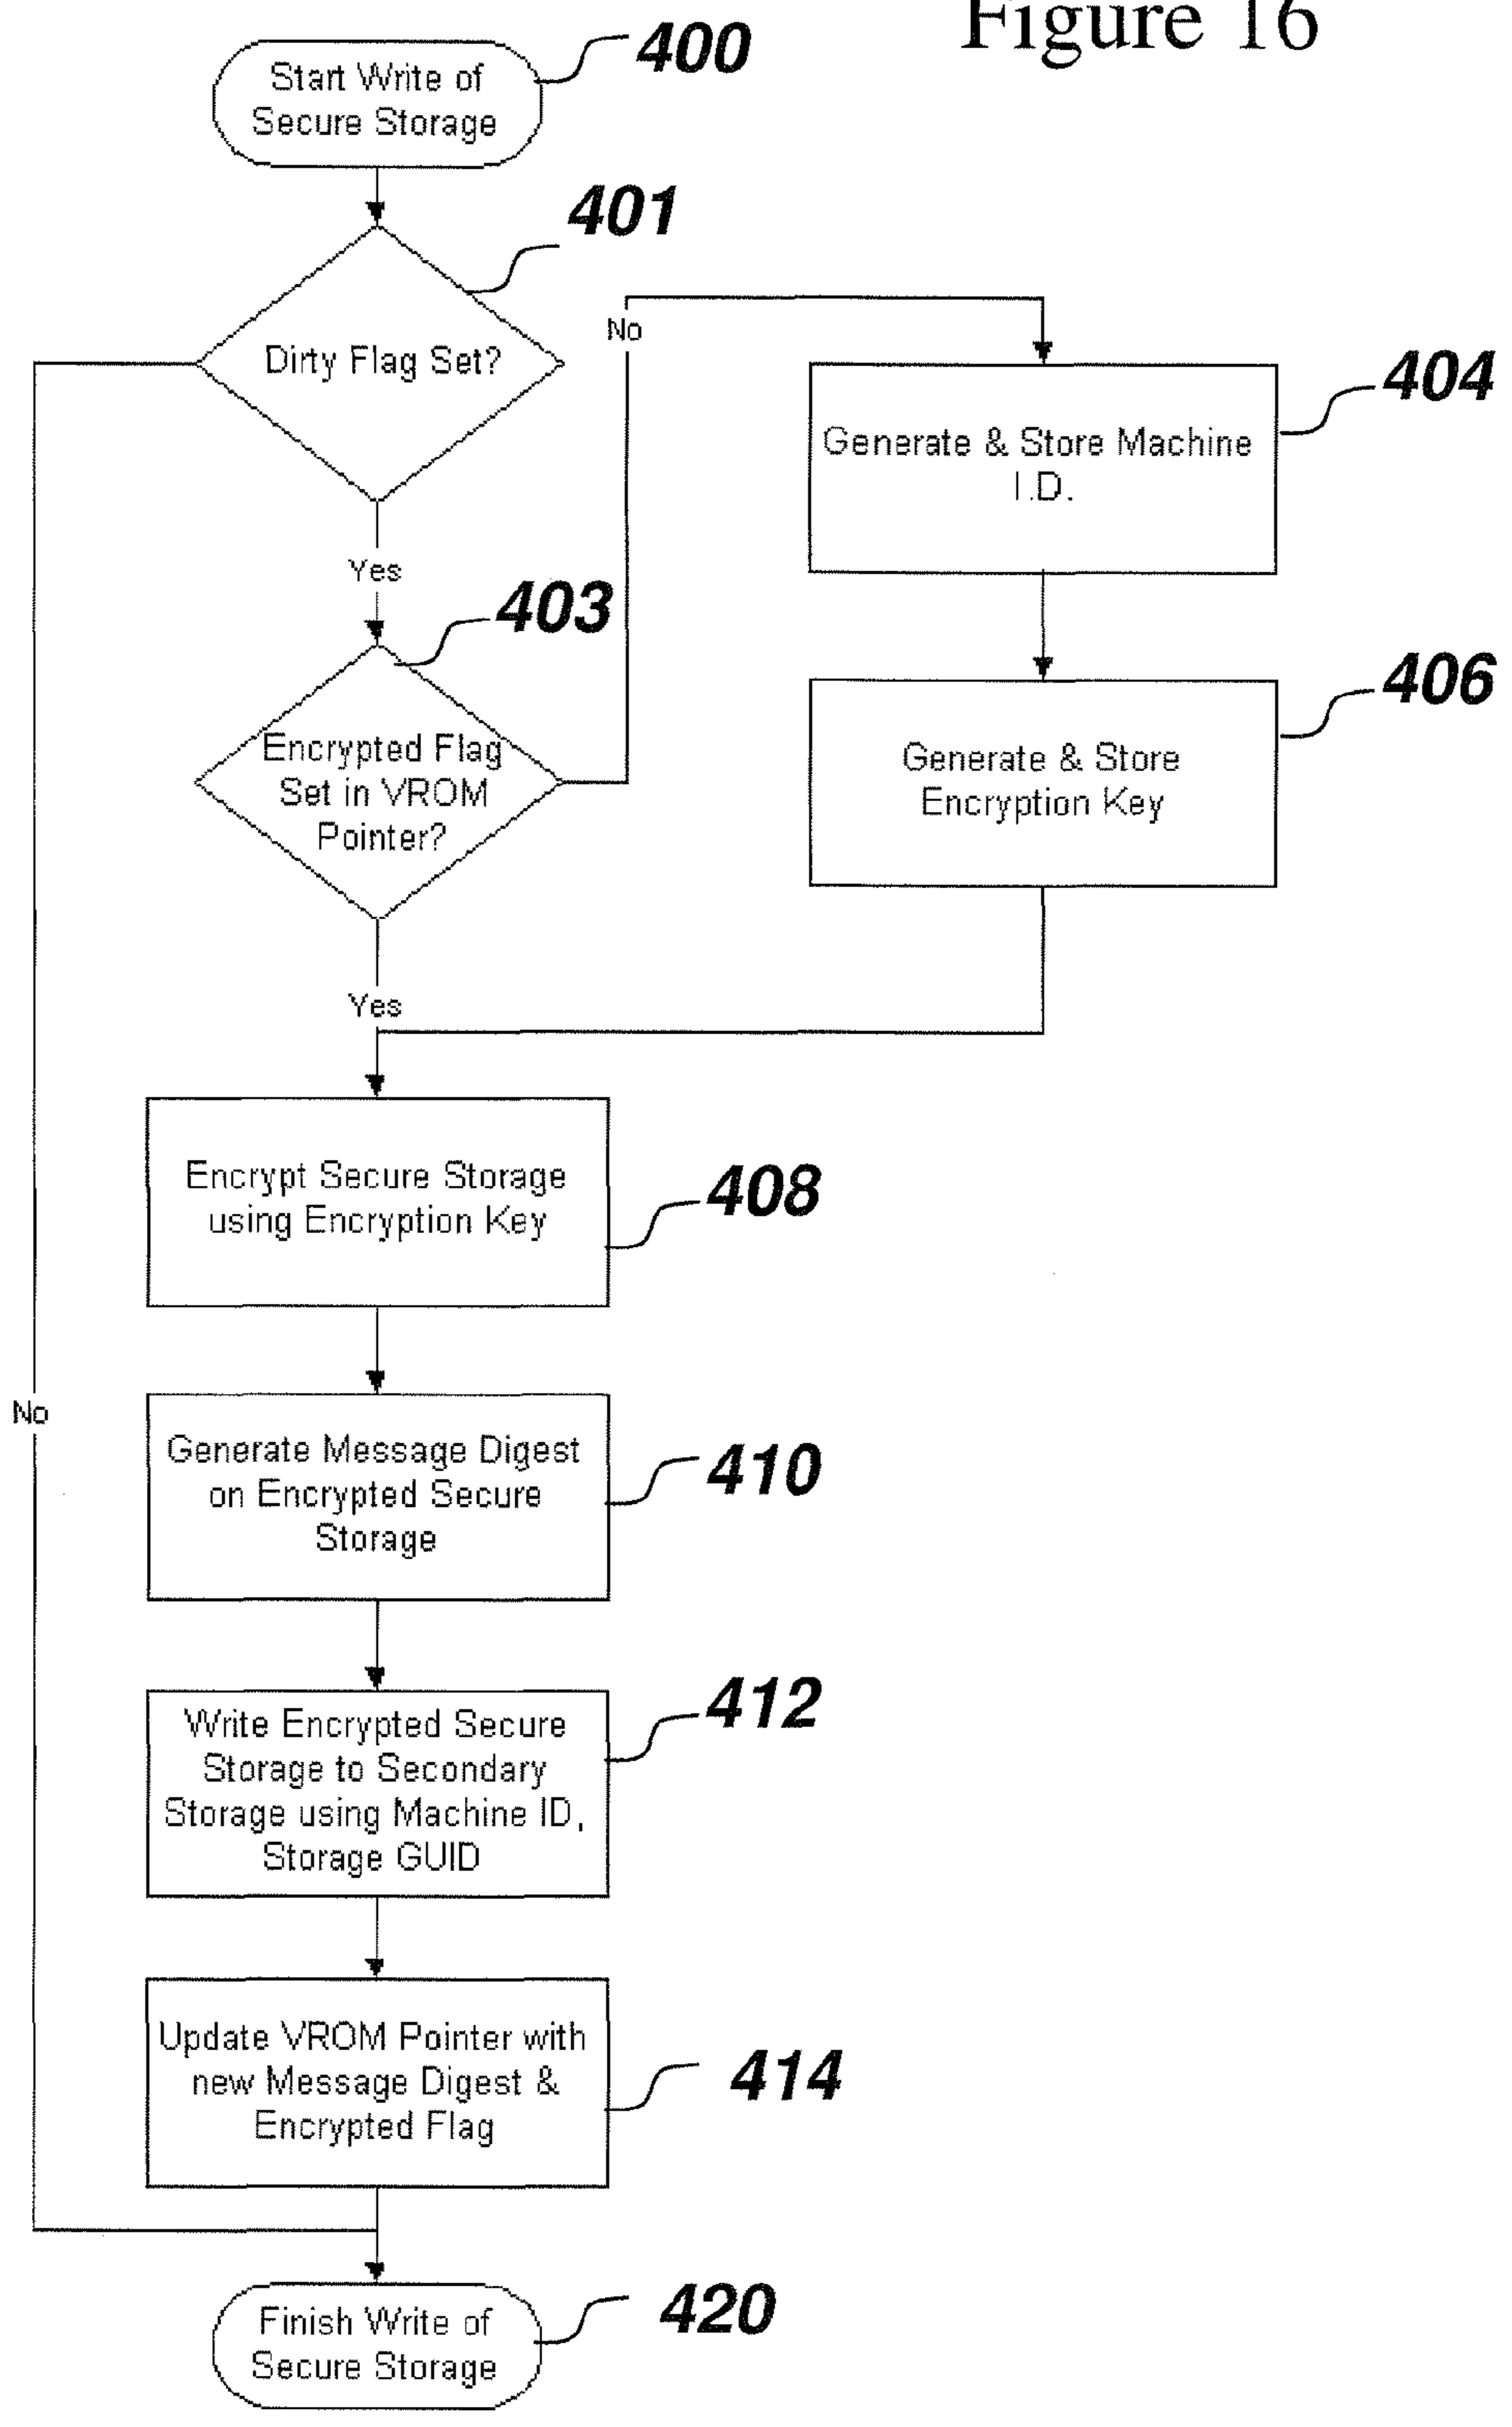 Figure 16
400
Start Write of
Secure Storage
401
Dirty Flag Set?
No
404
Generate & Store Machine
I.D.
Yes
403
406
Encrypted Flag
Set in VROM
Pointer?
Generate & Store
Encryption Key
Yes
Encrypt Secure Storage
using Encryption Key
408
No
Generate Message Digest
on Encrypted Secure
Storage
410
Write Encrypted Secure
Storage to Secondary
Storage using Machine ID,
Storage GUID
412
Update VROM Pointer with
new Message Digest &
Encrypted Flag
414
Finish Write of
Secure Storage
420